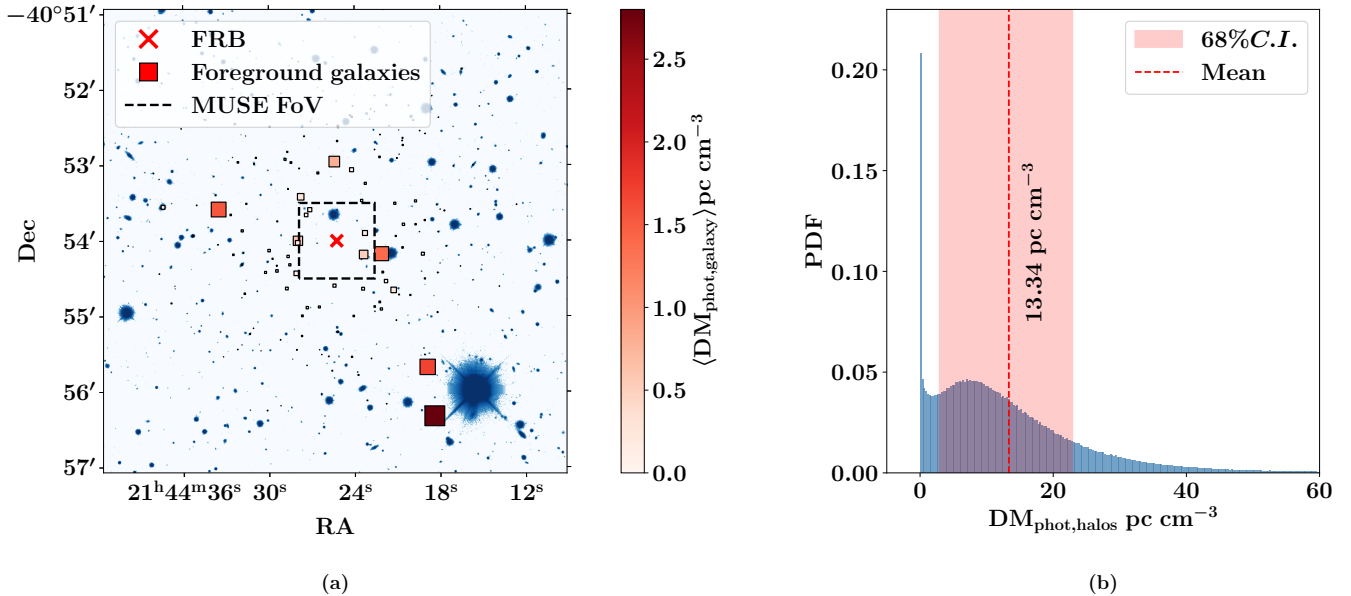 −40°51′
52′
53′
54′
55′
56′
57′
Dec
FRB
Foreground galaxies
MUSE FoV
21ʰ44ᵐ36ˢ 30ˢ 24ˢ 18ˢ 12ˢ
RA
2.5
2.0
1.5
1.0
0.5
0.0
⟨DM_phot,galaxy⟩pc cm⁻³
(a)
0.20
0.15
0.10
0.05
0.00
PDF
68%C.I.
Mean
13.34 pc cm⁻³
0 20 40 60
DM_phot,halos pc cm⁻³
(b)